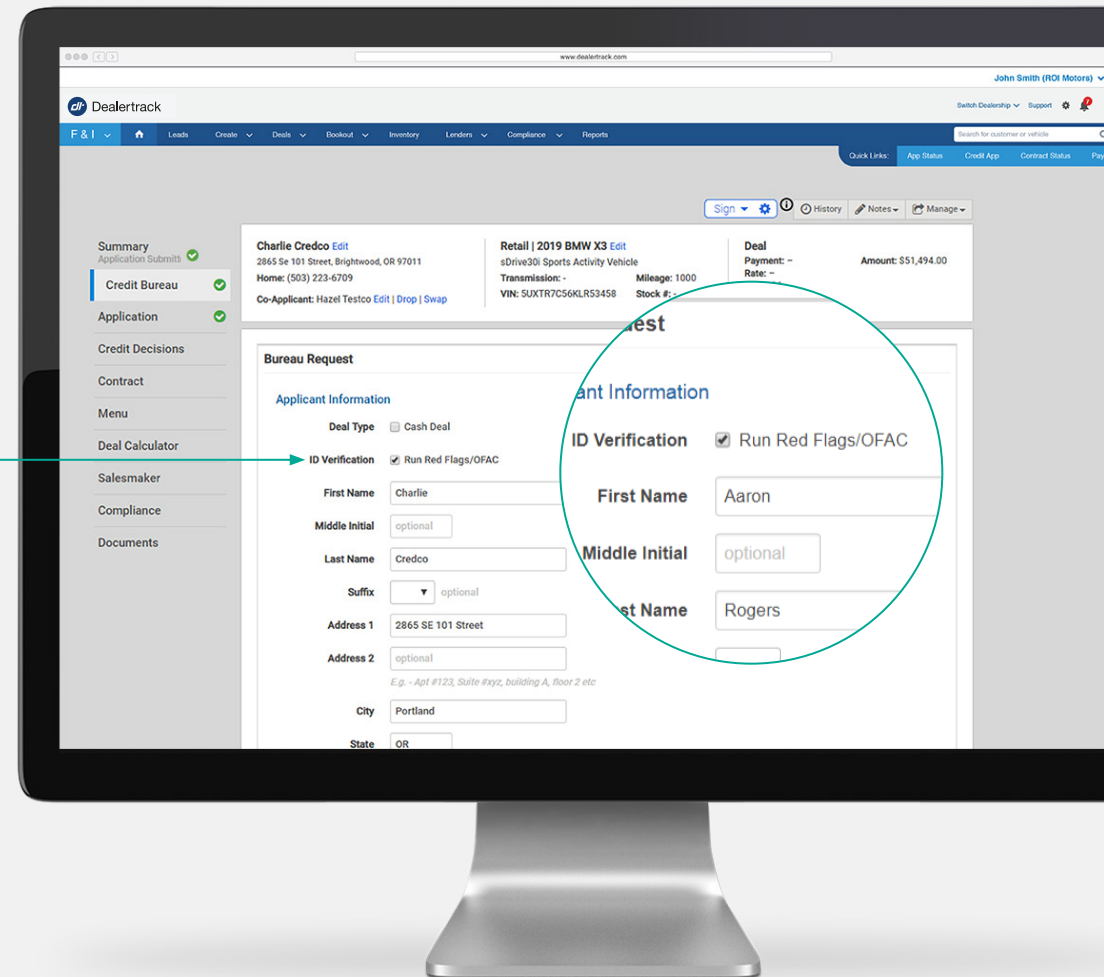 www.dealertrack.com
John Smith (ROI Motors)
dt Dealertrack
Switch Dealership Support
F & I Leads Create Deals Bookout Inventory Lenders Compliance Reports Search for customer or vehicle
Quick Links: App Status Credit App Contract Status Pay
Sign History Notes Manage
Summary
Application Submitt
Credit Bureau
Application
Credit Decisions
Contract
Menu
Deal Calculator
Salesmaker
Compliance
Documents
Charlie Credco Edit
2865 Se 101 Street, Brightwood, OR 97011
Home: (503) 223-6709
Co-Applicant: Hazel Testco Edit | Drop | Swap
Retail | 2019 BMW X3 Edit
sDrive30i Sports Activity Vehicle
Transmission: - Mileage: 1000
VIN: 5UXTR7C56KLR53458 Stock #: -
Deal
Payment: – Amount: $51,494.00
Rate: –
Bureau Request
Applicant Information
Deal Type Cash Deal
ID Verification Run Red Flags/OFAC
First Name Charlie
Middle Initial optional
Last Name Credco
Suffix optional
Address 1 2865 SE 101 Street
Address 2 optional
E.g. - Apt #123, Suite #xyz, building A, floor 2 etc
City Portland
State OR
uest
ant Information
ID Verification Run Red Flags/OFAC
First Name Aaron
Middle Initial optional
st Name Rogers